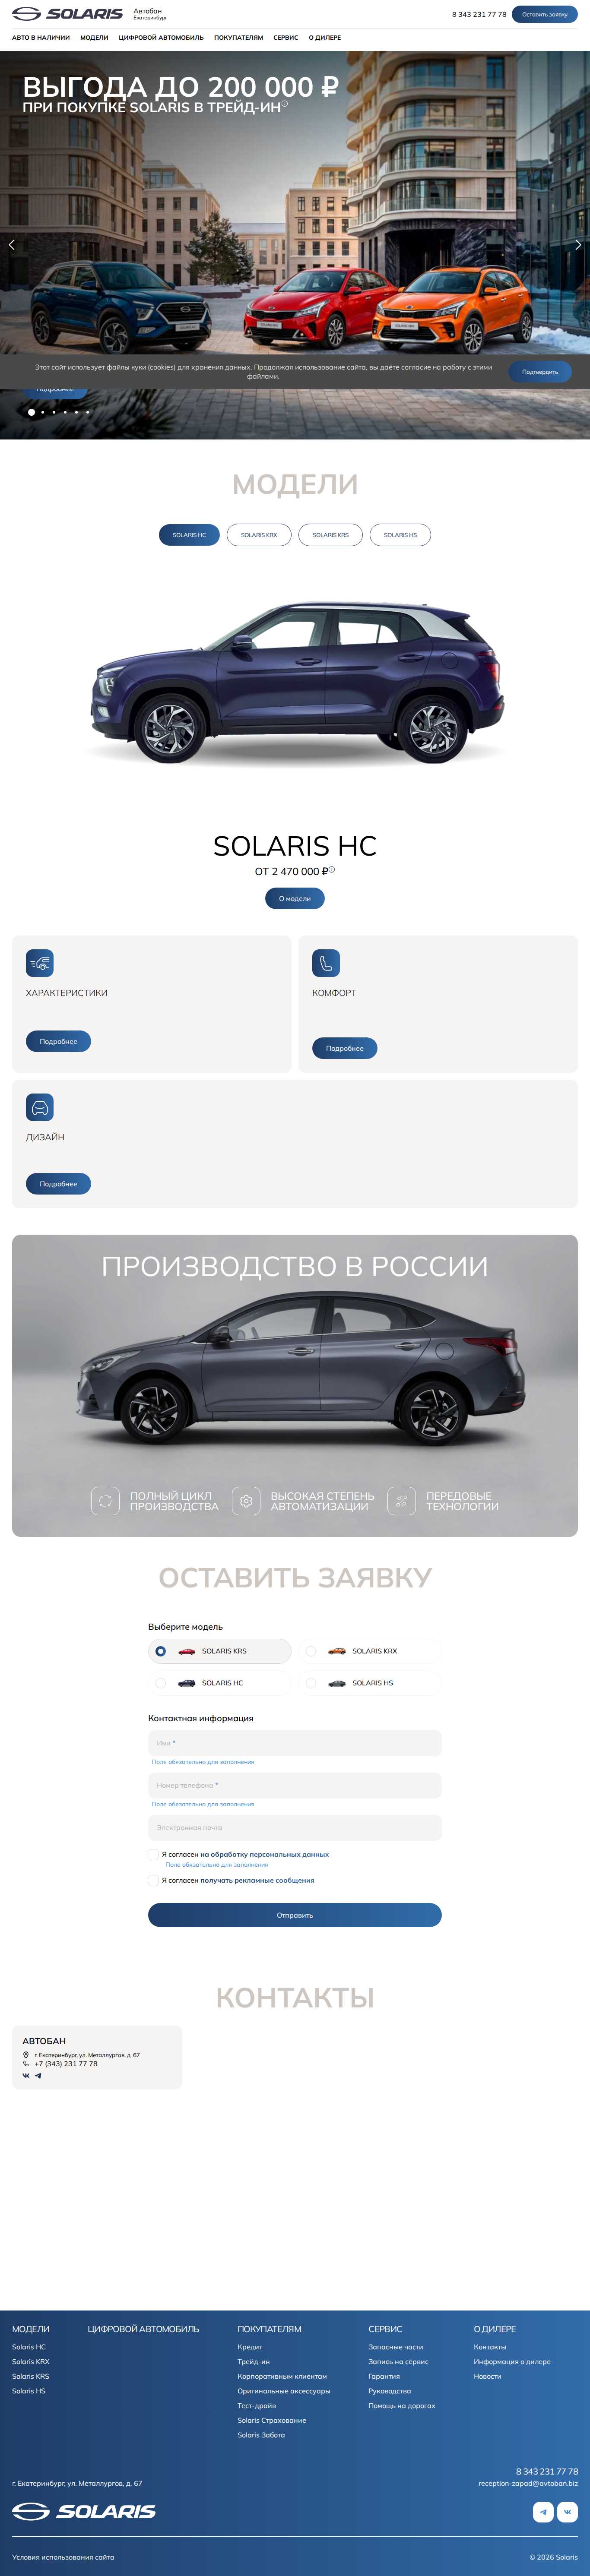 SOLARIS
Автобан
Екатеринбург
8 343 231 77 78
Оставить заявку
АВТО В НАЛИЧИИ
МОДЕЛИ
ЦИФРОВОЙ АВТОМОБИЛЬ
ПОКУПАТЕЛЯМ
СЕРВИС
О ДИЛЕРЕ
ВЫГОДА ДО 200 000 ₽
ПРИ ПОКУПКЕ SOLARIS В ТРЕЙД-ИН
Этот сайт использует файлы куки (cookies) для хранения данных. Продолжая использование сайта, вы даёте согласие на работу с этими
файлами.
Подтвердить
Подробнее
МОДЕЛИ
SOLARIS HC
SOLARIS KRX
SOLARIS KRS
SOLARIS HS
SOLARIS HC
ОТ 2 470 000 ₽
О модели
ХАРАКТЕРИСТИКИ
Подробнее
КОМФОРТ
Подробнее
ДИЗАЙН
Подробнее
ПРОИЗВОДСТВО В РОССИИ
ПОЛНЫЙ ЦИКЛ
ПРОИЗВОДСТВА
ВЫСОКАЯ СТЕПЕНЬ
АВТОМАТИЗАЦИИ
ПЕРЕДОВЫЕ
ТЕХНОЛОГИИ
ОСТАВИТЬ ЗАЯВКУ
Выберите модель
SOLARIS KRS
SOLARIS KRX
SOLARIS HC
SOLARIS HS
Контактная информация
Имя *
Поле обязательно для заполнения
Номер телефона *
Поле обязательно для заполнения
Электронная почта
Я согласен на обработку персональных данных
Поле обязательно для заполнения
Я согласен получать рекламные сообщения
Отправить
КОНТАКТЫ
АВТОБАН
г. Екатеринбург, ул. Металлургов, д. 67
+7 (343) 231 77 78
МОДЕЛИ
Solaris HC
Solaris KRX
Solaris KRS
Solaris HS
ЦИФРОВОЙ АВТОМОБИЛЬ
ПОКУПАТЕЛЯМ
Кредит
Трейд-ин
Корпоративным клиентам
Оригинальные аксессуары
Тест-драйв
Solaris Страхование
Solaris Забота
СЕРВИС
Запасные части
Запись на сервис
Гарантия
Руководства
Помощь на дорогах
О ДИЛЕРЕ
Контакты
Информация о дилере
Новости
8 343 231 77 78
г. Екатеринбург, ул. Металлургов, д. 67
reception-zapad@avtoban.biz
SOLARIS
Условия использования сайта
© 2026 Solaris